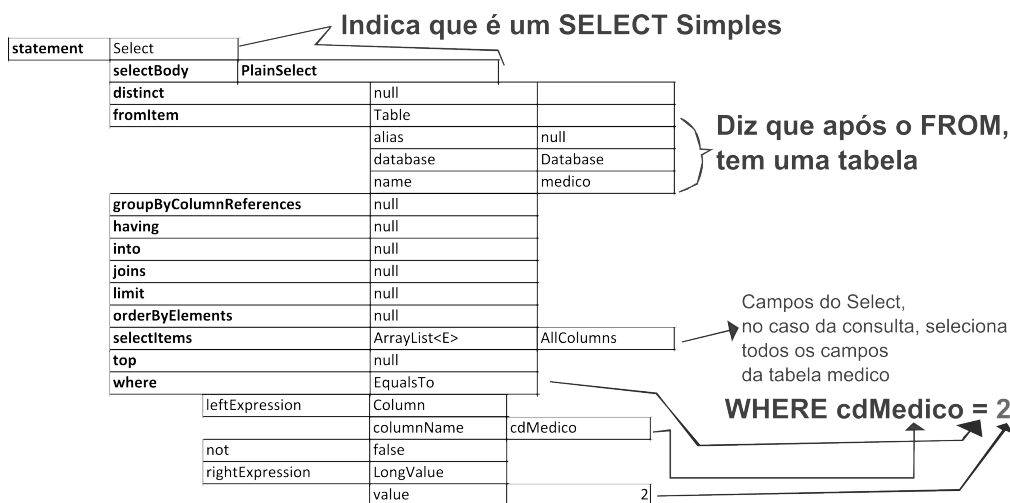 Indica que é um SELECT Simples
statement Select
selectBody PlainSelect
distinct null
fromItem Table
alias null
database Database
name medico
Diz que após o FROM,
tem uma tabela
groupByColumnReferences null
having null
into null
joins null
limit null
orderByElements null
selectItems ArrayList<E> AllColumns
top null
where EqualsTo
Campos do Select,
no caso da consulta, seleciona
todos os campos
da tabela medico
WHERE cdMedico = 2
leftExpression Column
columnName cdMedico
not false
rightExpression LongValue
value 2